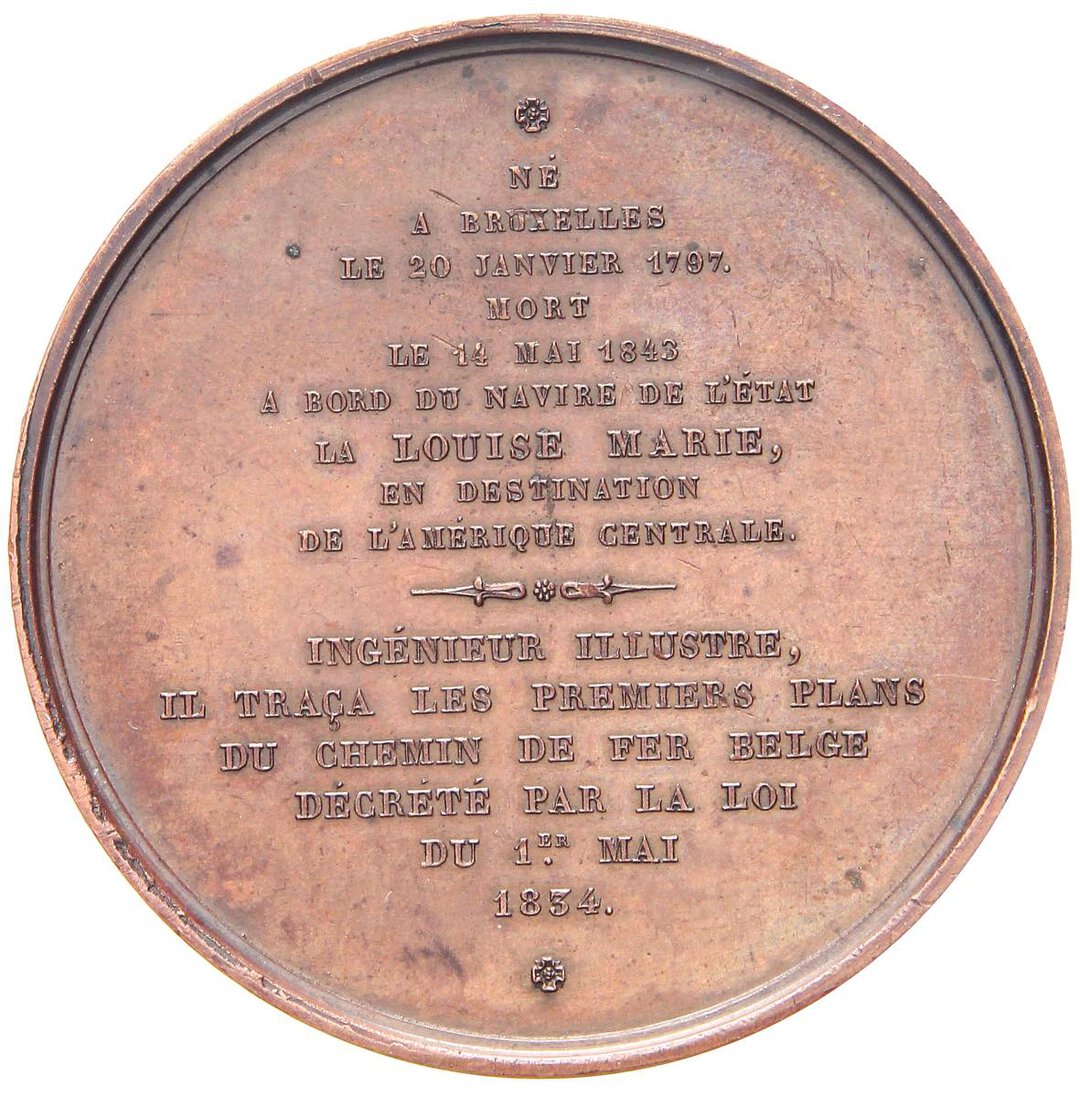 NÉ
A BRUXELLES
LE 20 JANVIER 1797.
MORT
LE 14 MAI 1843
A BORD DU NAVIRE DE L'ÉTAT
LA LOUISE MARIE,
EN DESTINATION
DE L'AMÉRIQUE CENTRALE.
INGÉNIEUR ILLUSTRE,
IL TRAÇA LES PREMIERS PLANS
DU CHEMIN DE FER BELGE
DÉCRÉTÉ PAR LA LOI
DU 1.ER MAI
1834.